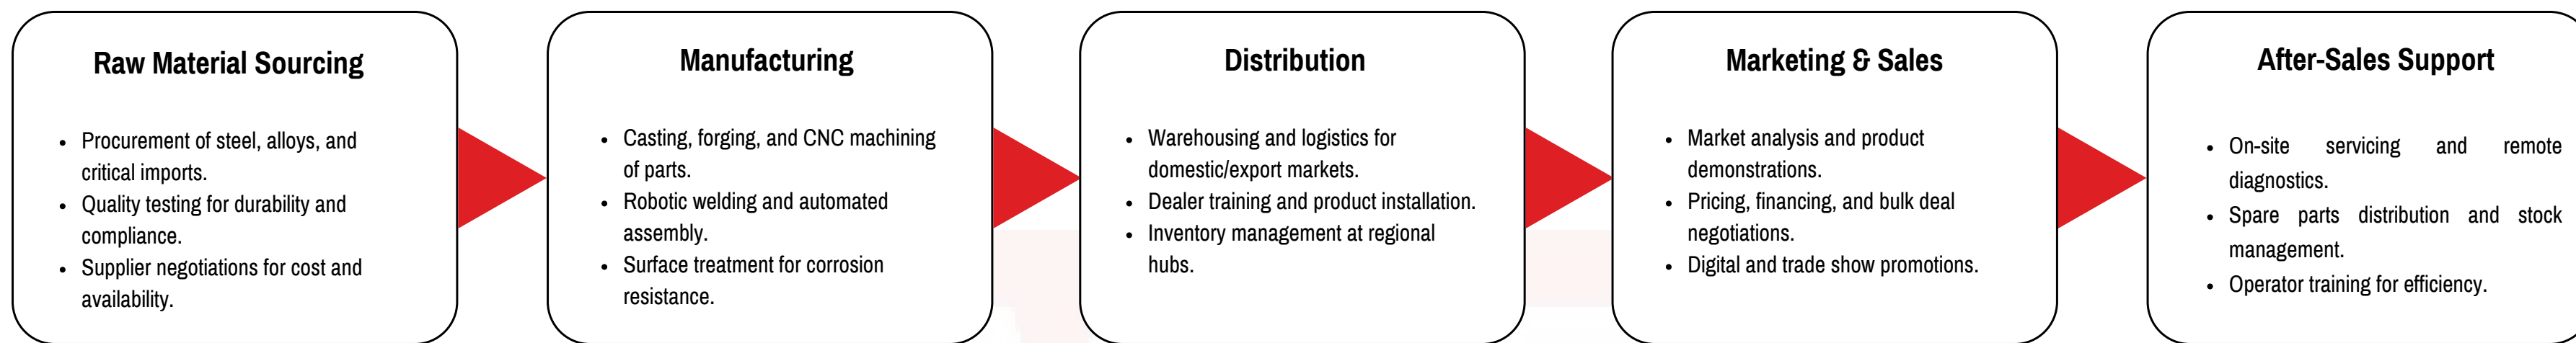 Raw Material Sourcing
• Procurement of steel, alloys, and
critical imports.
• Quality testing for durability and
compliance.
• Supplier negotiations for cost and
availability.
Manufacturing
• Casting, forging, and CNC machining
of parts.
• Robotic welding and automated
assembly.
• Surface treatment for corrosion
resistance.
Distribution
• Warehousing and logistics for
domestic/export markets.
• Dealer training and product installation.
• Inventory management at regional
hubs.
Marketing & Sales
• Market analysis and product
demonstrations.
• Pricing, financing, and bulk deal
negotiations.
• Digital and trade show promotions.
After-Sales Support
• On-site servicing and remote
diagnostics.
• Spare parts distribution and stock
management.
• Operator training for efficiency.